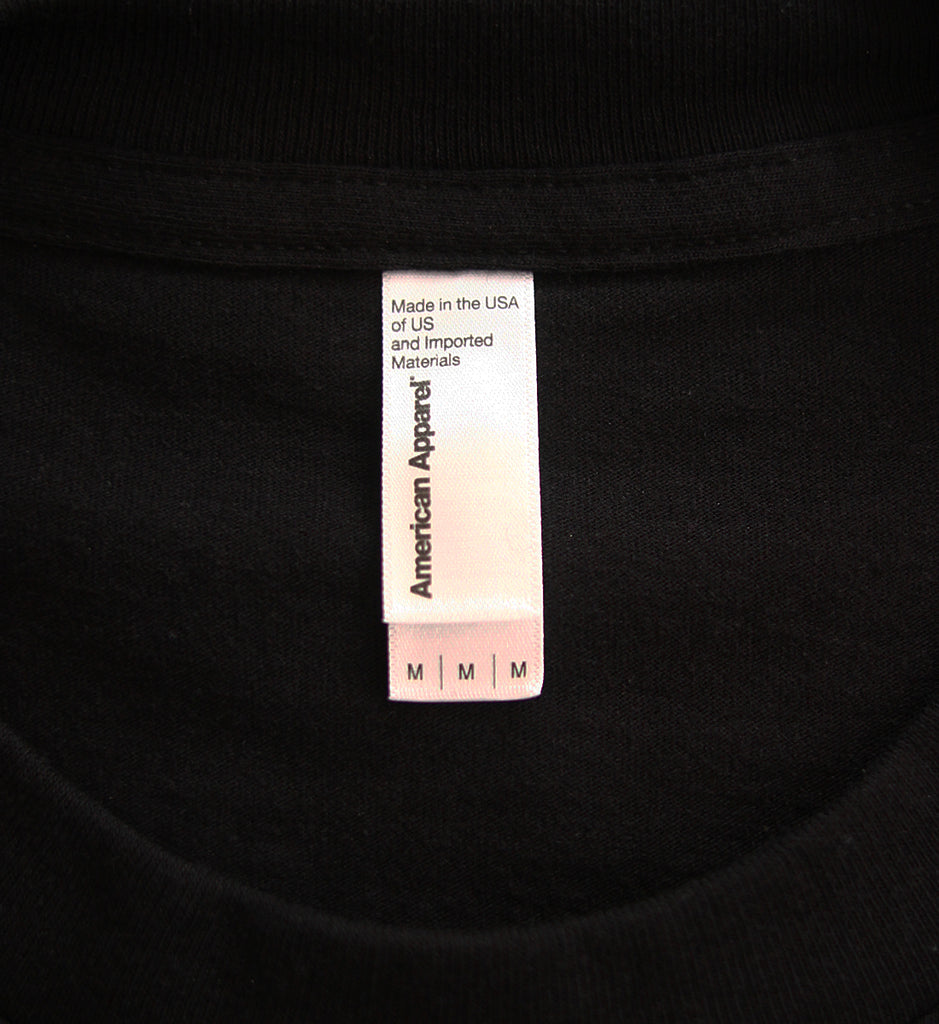 Made in the USA
of US
and Imported
Materials
American Apparel®
M | M | M